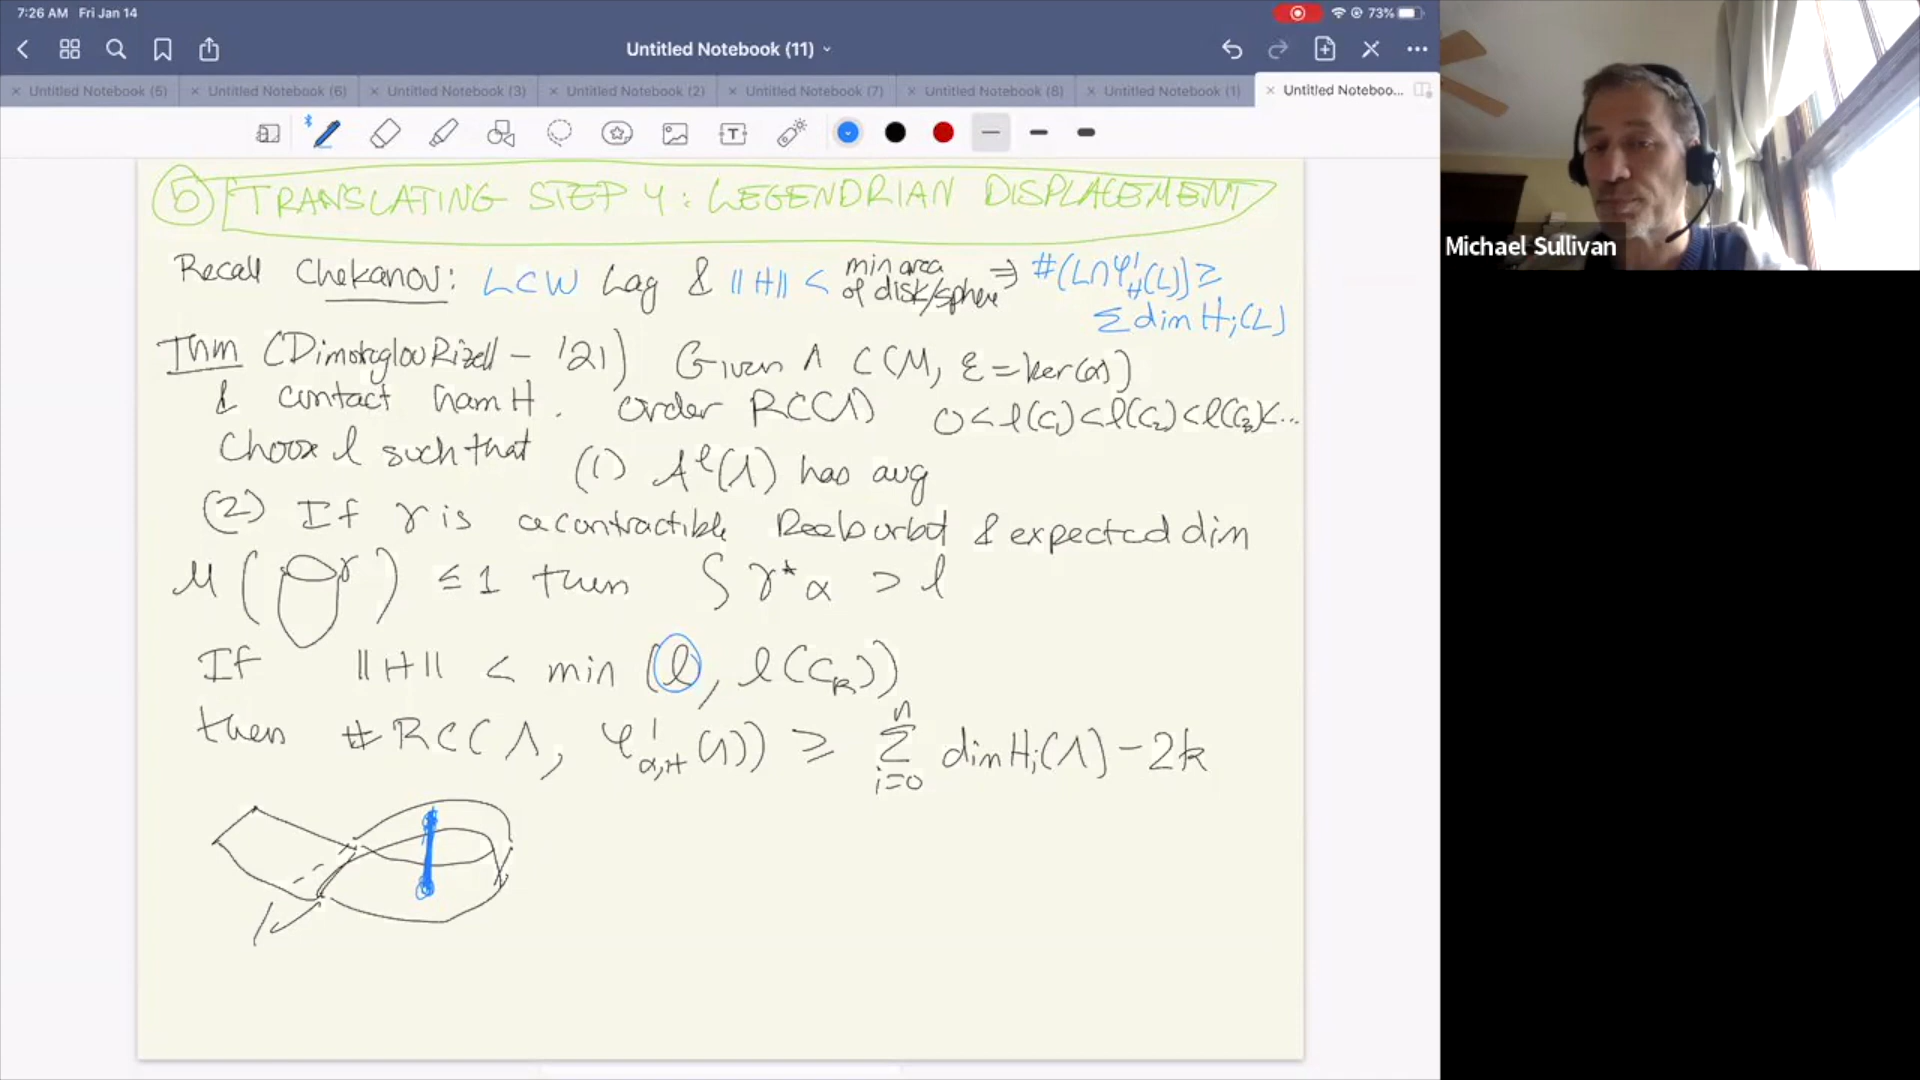 7:26 AM Fri Jan 14
73%
Untitled Notebook (11)
Untitled Notebook (5)
Untitled Notebook (6)
Untitled Notebook (3)
Untitled Notebook (2)
Untitled Notebook (7)
Untitled Notebook (8)
Untitled Notebook (1)
Untitled Noteboo...
Michael Sullivan
⑤ TRANSLATING STEP 4: LEGENDRIAN DISPLACEMENT
Recall Chekanov: L⊂W Lag & ||H|| < min area of disk/sphere ⇒ #(L∩φ¹_H(L)) ≥
Σ dim H_i(L)
Thm (Dimitroglou Rizell - '21) Given Λ ⊂ (M, ξ = ker(α))
& contact ham H. Order RC(Λ) 0 < l(c₁) < l(c₂) < l(c₃) < ...
Choose l such that (1) A^l(Λ) has aug
(2) If γ is a contractible Reeb orbit & expected dim
M( γ ) ≤ 1 then ∫ γ*α > l
If ||H|| < min (l, l(c_k))
then #RC(Λ, φ¹_{α,H}(Λ)) ≥ Σ_{i=0}^{n} dim H_i(Λ) - 2k